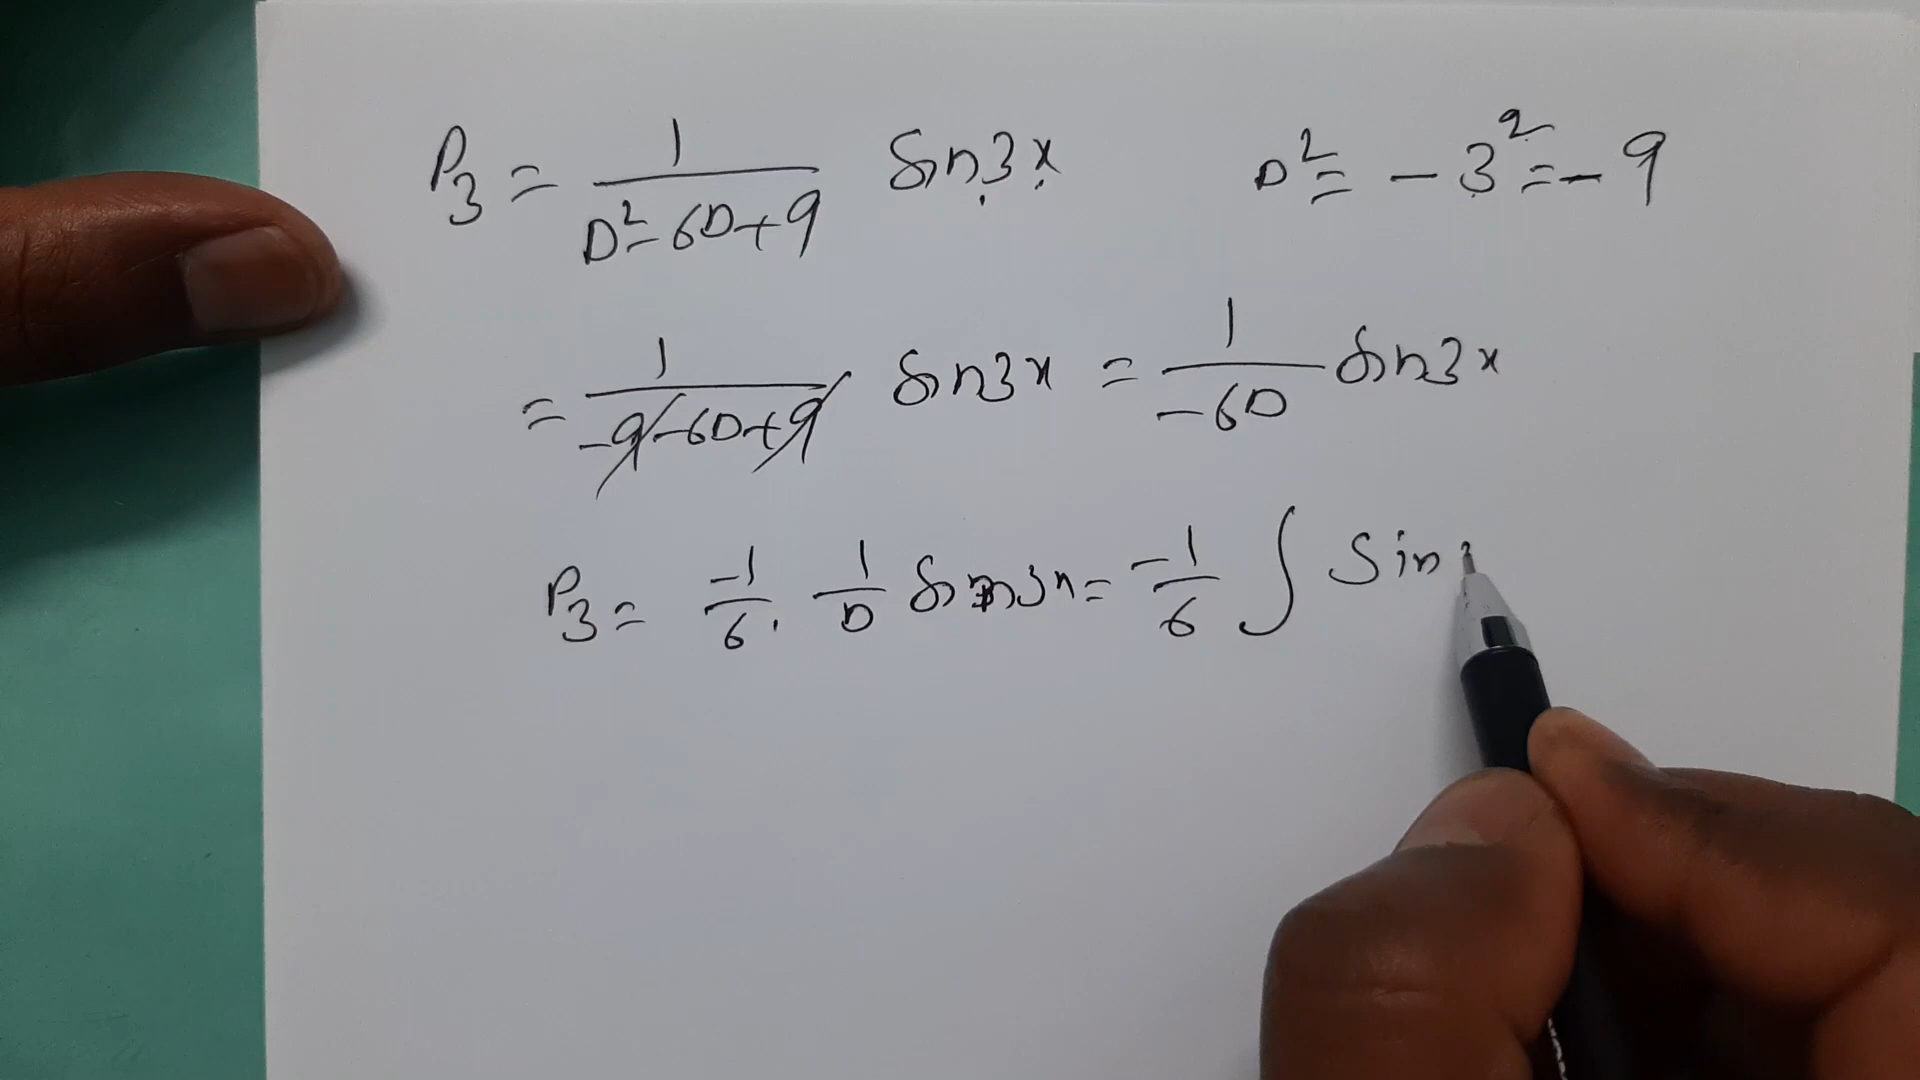 P₃ = 1/(D² - 6D + 9) Sin3x D² = -3² = -9
= 1/(-9 - 6D + 9) Sin3x = 1/(-6D) Sin3x
P₃ = -1/6 . 1/D Sin3x = -1/6 ∫ Sin 3